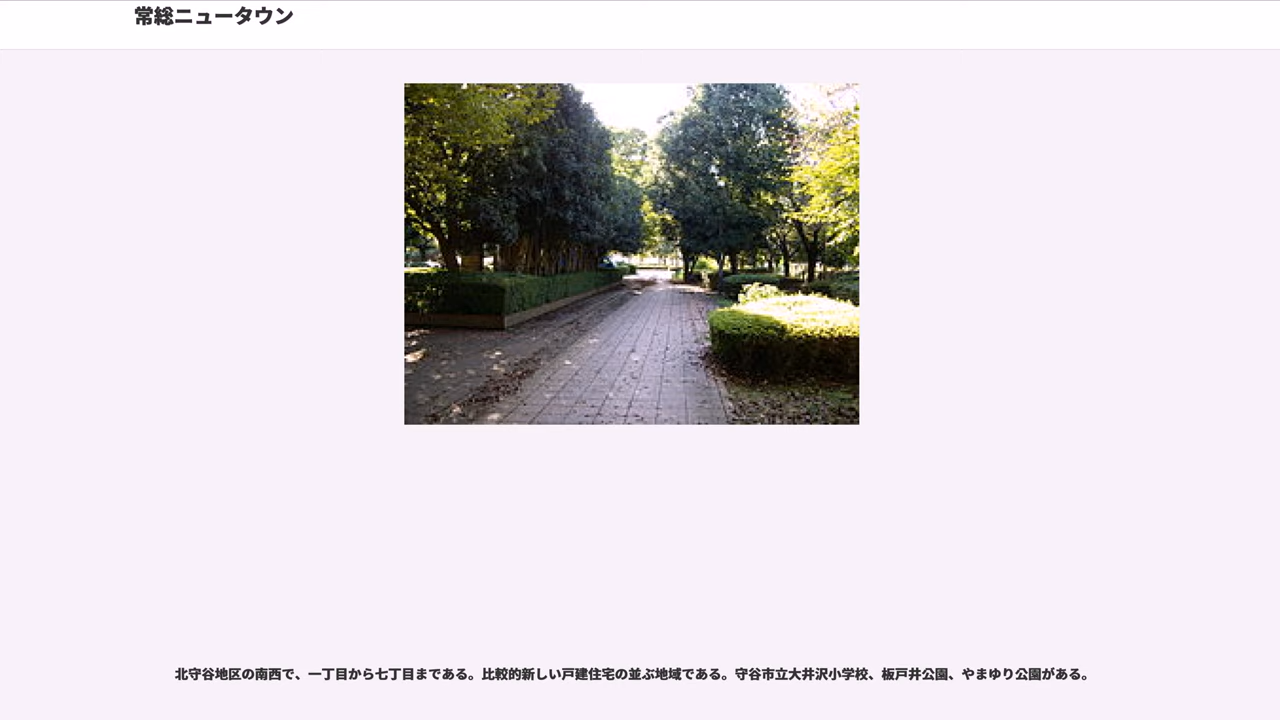 常総ニュータウン
北守谷地区の南西で、一丁目から七丁目まである。比較的新しい戸建住宅の並ぶ地域である。守谷市立大井沢小学校、板戸井公園、やまゆり公園がある。